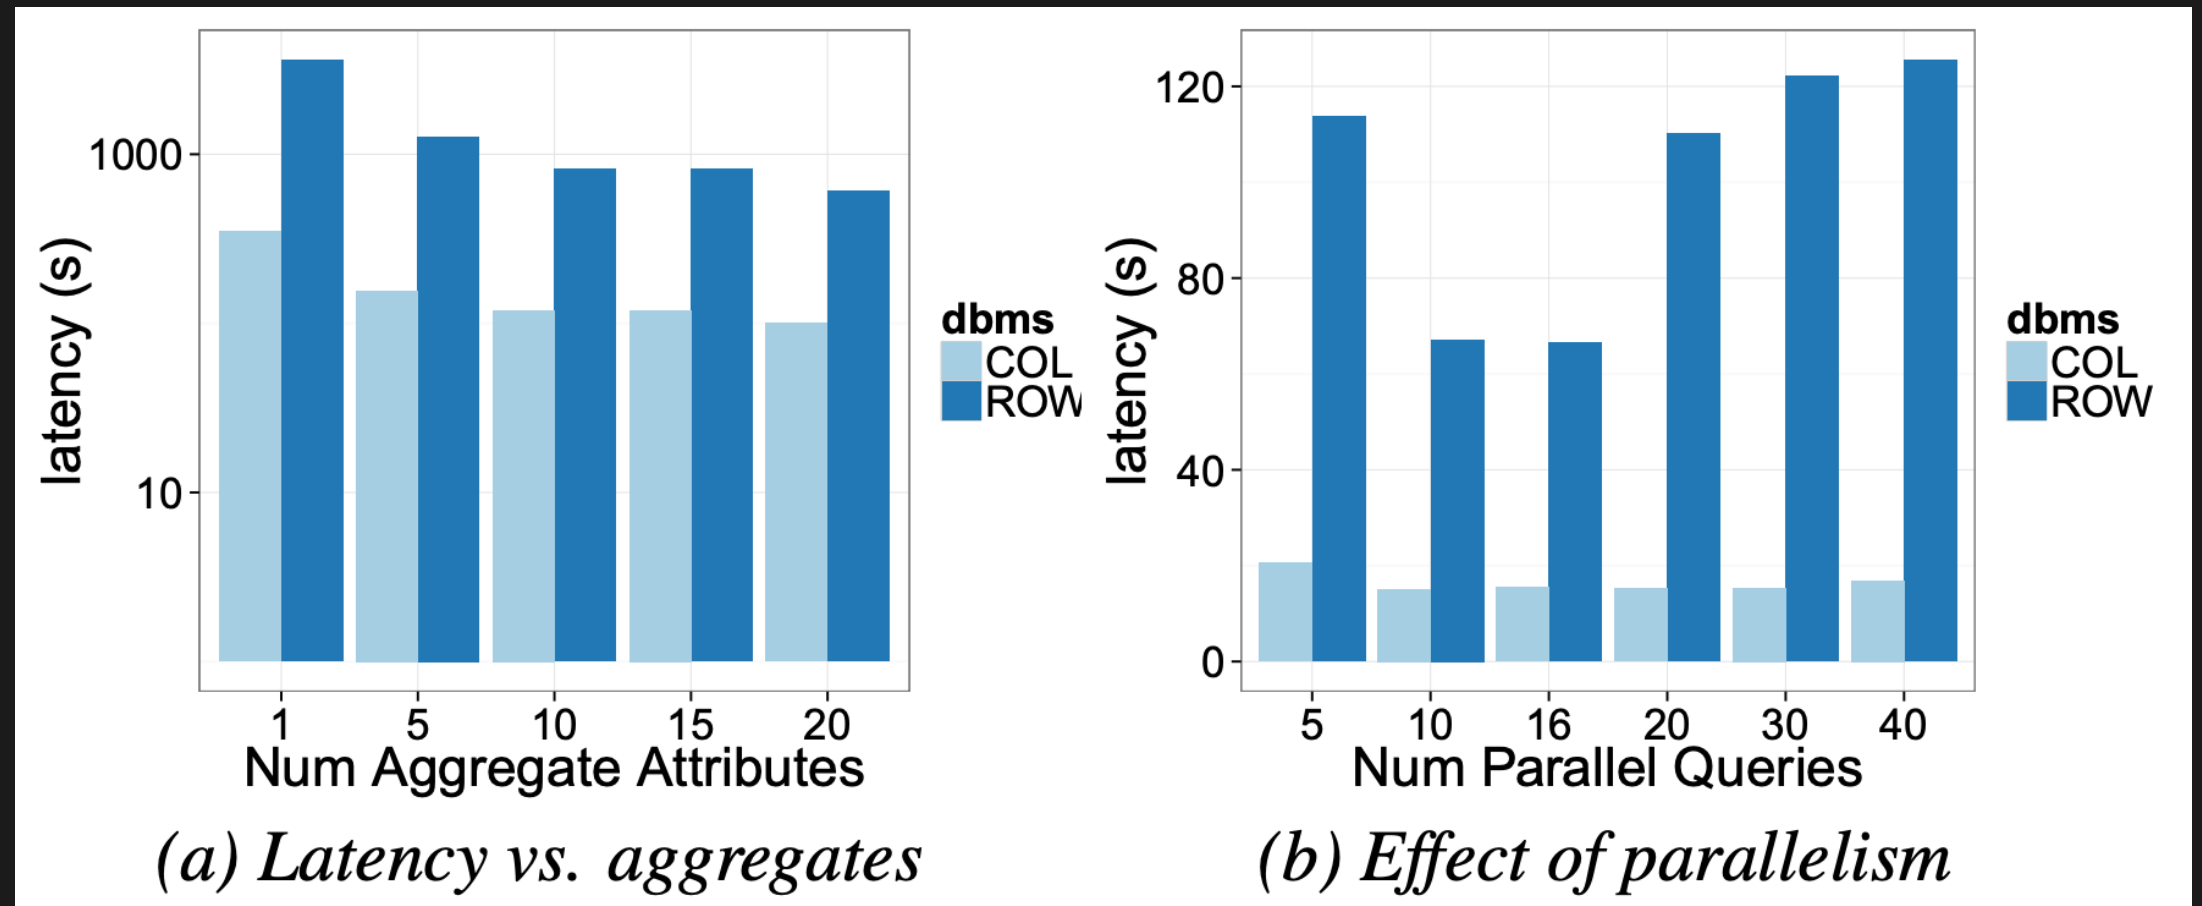 1000
10
latency (s)
1 5 10 15 20
Num Aggregate Attributes
dbms
COL
ROW
(a) Latency vs. aggregates
120
80
40
0
latency (s)
5 10 16 20 30 40
Num Parallel Queries
dbms
COL
ROW
(b) Effect of parallelism